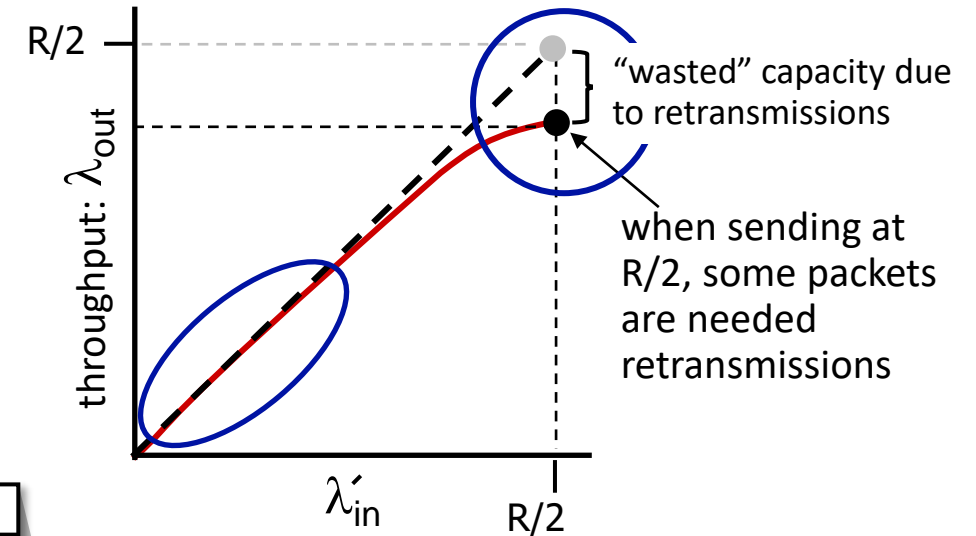 R/2
“wasted” capacity due
to retransmissions
throughput: λout
when sending at
R/2, some packets
are needed
retransmissions
λ′in
R/2